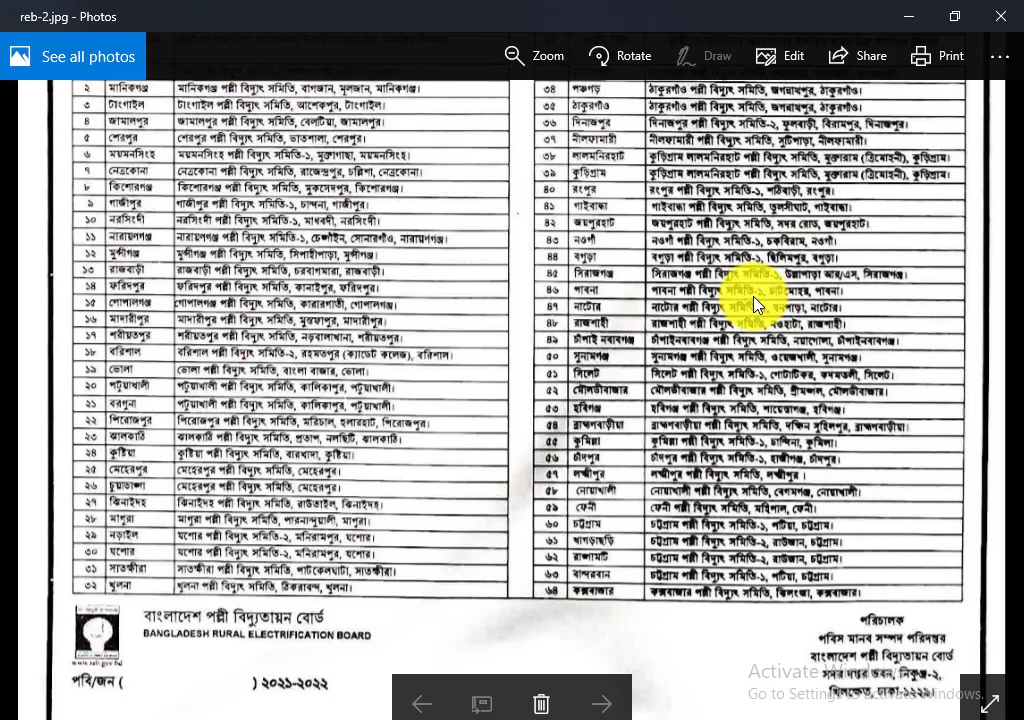 reb-2.jpg - Photos
See all photos
Zoom
Rotate
Draw
Edit
Share
Print
২ মানিকগঞ্জ মানিকগঞ্জ পল্লী বিদ্যুৎ সমিতি, বাগজান, মূলজান, মানিকগঞ্জ।
৩ টাংগাইল টাংগাইল পল্লী বিদ্যুৎ সমিতি, আশেকপুর, টাংগাইল।
৪ জামালপুর জামালপুর পল্লী বিদ্যুৎ সমিতি, বেলটিয়া, জামালপুর।
৫ শেরপুর শেরপুর পল্লী বিদ্যুৎ সমিতি, ভাতশালা, শেরপুর।
৬ ময়মনসিংহ ময়মনসিংহ পল্লী বিদ্যুৎ সমিতি-১, মুক্তাগাছা, ময়মনসিংহ।
৭ নেত্রকোনা নেত্রকোনা পল্লী বিদ্যুৎ সমিতি, রাজেন্দ্রপুর, চল্লিশা, নেত্রকোনা।
৮ কিশোরগঞ্জ কিশোরগঞ্জ পল্লী বিদ্যুৎ সমিতি, মুকসেদপুর, কিশোরগঞ্জ।
৯ গাজীপুর গাজীপুর পল্লী বিদ্যুৎ সমিতি-১, চান্দনা, গাজীপুর।
১০ নরসিংদী নরসিংদী পল্লী বিদ্যুৎ সমিতি-১, মাধবদী, নরসিংদী।
১১ নারায়ণগঞ্জ নারায়ণগঞ্জ পল্লী বিদ্যুৎ সমিতি-১, চেঙ্গাইন, সোনারগাঁও, নারায়ণগঞ্জ।
১২ মুন্সীগঞ্জ মুন্সীগঞ্জ পল্লী বিদ্যুৎ সমিতি, সিপাহীপাড়া, মুন্সীগঞ্জ।
১৩ রাজবাড়ী রাজবাড়ী পল্লী বিদ্যুৎ সমিতি, চরবাগমারা, রাজবাড়ী।
১৪ ফরিদপুর ফরিদপুর পল্লী বিদ্যুৎ সমিতি, কানাইপুর, ফরিদপুর।
১৫ গোপালগঞ্জ গোপালগঞ্জ পল্লী বিদ্যুৎ সমিতি, কারারগাতী, গোপালগঞ্জ।
১৬ মাদারীপুর মাদারীপুর পল্লী বিদ্যুৎ সমিতি, মুস্তফাপুর, মাদারীপুর।
১৭ শরীয়তপুর শরীয়তপুর পল্লী বিদ্যুৎ সমিতি, নড়বালাখানা, শরীয়তপুর।
১৮ বরিশাল বরিশাল পল্লী বিদ্যুৎ সমিতি-২, রহমতপুর (ক্যাডেট কলেজ), বরিশাল।
১৯ ভোলা ভোলা পল্লী বিদ্যুৎ সমিতি, বাংলা বাজার, ভোলা।
২০ পটুয়াখালী পটুয়াখালী পল্লী বিদ্যুৎ সমিতি, কালিকাপুর, পটুয়াখালী।
২১ বরগুনা পটুয়াখালী পল্লী বিদ্যুৎ সমিতি, কালিকাপুর, পটুয়াখালী।
২২ পিরোজপুর পিরোজপুর পল্লী বিদ্যুৎ সমিতি, মরিচাল, হুলারহাট, পিরোজপুর।
২৩ ঝালকাঠি ঝালকাঠি পল্লী বিদ্যুৎ সমিতি, প্রতাপ, নলছিটি, ঝালকাঠি।
২৪ কুষ্টিয়া কুষ্টিয়া পল্লী বিদ্যুৎ সমিতি, বারখাদা, কুষ্টিয়া।
২৫ মেহেরপুর মেহেরপুর পল্লী বিদ্যুৎ সমিতি, মেহেরপুর।
২৬ চুয়াডাঙ্গা মেহেরপুর পল্লী বিদ্যুৎ সমিতি, মেহেরপুর।
২৭ ঝিনাইদহ ঝিনাইদহ পল্লী বিদ্যুৎ সমিতি, রাউতাইল, ঝিনাইদহ।
২৮ মাগুরা মাগুরা পল্লী বিদ্যুৎ সমিতি, পারনান্দুয়ালী, মাগুরা।
২৯ নড়াইল যশোর পল্লী বিদ্যুৎ সমিতি-২, মনিরামপুর, যশোর।
৩০ যশোর যশোর পল্লী বিদ্যুৎ সমিতি-২, মনিরামপুর, যশোর।
৩১ সাতক্ষীরা সাতক্ষীরা পল্লী বিদ্যুৎ সমিতি, পাটকেলঘাটা, সাতক্ষীরা।
৩২ খুলনা খুলনা পল্লী বিদ্যুৎ সমিতি, ঠিকরাবন্দ, খুলনা।
৩৪ পঞ্চগড় ঠাকুরগাঁও পল্লী বিদ্যুৎ সমিতি, জগন্নাথপুর, ঠাকুরগাঁও।
৩৫ ঠাকুরগাঁও ঠাকুরগাঁও পল্লী বিদ্যুৎ সমিতি, জগন্নাথপুর, ঠাকুরগাঁও।
৩৬ দিনাজপুর দিনাজপুর পল্লী বিদ্যুৎ সমিতি-২, ফুলবাড়ী, বিরামপুর, দিনাজপুর।
৩৭ নীলফামারী নীলফামারী পল্লী বিদ্যুৎ সমিতি, সুটিপাড়া, নীলফামারী।
৩৮ লালমনিরহাট কুড়িগ্রাম লালমনিরহাট পল্লী বিদ্যুৎ সমিতি, মুক্তারাম (ত্রিমোহনী), কুড়িগ্রাম।
৩৯ কুড়িগ্রাম কুড়িগ্রাম লালমনিরহাট পল্লী বিদ্যুৎ সমিতি, মুক্তারাম (ত্রিমোহনী), কুড়িগ্রাম।
৪০ রংপুর রংপুর পল্লী বিদ্যুৎ সমিতি-১, শঠিবাড়ী, রংপুর।
৪১ গাইবান্ধা গাইবান্ধা পল্লী বিদ্যুৎ সমিতি, তুলসীঘাট, গাইবান্ধা।
৪২ জয়পুরহাট জয়পুরহাট পল্লী বিদ্যুৎ সমিতি, সদর রোড, জয়পুরহাট।
৪৩ নওগাঁ নওগাঁ পল্লী বিদ্যুৎ সমিতি-১, চকবিরাম, নওগাঁ।
৪৪ বগুড়া বগুড়া পল্লী বিদ্যুৎ সমিতি-১, ছিলিমপুর, বগুড়া।
৪৫ সিরাজগঞ্জ সিরাজগঞ্জ পল্লী বিদ্যুৎ সমিতি-১, উল্লাপাড়া আর/এস, সিরাজগঞ্জ।
৪৬ পাবনা পাবনা পল্লী বিদ্যুৎ সমিতি-১, চাটমোহর, পাবনা।
৪৭ নাটোর নাটোর পল্লী বিদ্যুৎ বনপাড়া, নাটোর।
৪৮ রাজশাহী রাজশাহী পল্লী বিদ্যুৎ সমিতি, নওহাটা, রাজশাহী।
৪৯ চাঁপাই নবাবগঞ্জ চাঁপাইনবাবগঞ্জ পল্লী বিদ্যুৎ সমিতি, নয়াগোলা, চাঁপাইনবাবগঞ্জ।
৫০ সুনামগঞ্জ সুনামগঞ্জ পল্লী বিদ্যুৎ সমিতি, ওয়েজখালী, সুনামগঞ্জ।
৫১ সিলেট সিলেট পল্লী বিদ্যুৎ সমিতি-১, গোটাটিকর, কদমতলী, সিলেট।
৫২ মৌলভীবাজার মৌলভীবাজার পল্লী বিদ্যুৎ সমিতি, শ্রীমঙ্গল, মৌলভীবাজার।
৫৩ হবিগঞ্জ হবিগঞ্জ পল্লী বিদ্যুৎ সমিতি, শায়েস্তাগঞ্জ, হবিগঞ্জ।
৫৪ ব্রাহ্মণবাড়ীয়া ব্রাহ্মণবাড়ীয়া পল্লী বিদ্যুৎ সমিতি, দক্ষিন সুহিলপুর, ব্রাহ্মণবাড়ীয়া।
৫৫ কুমিল্লা কুমিল্লা পল্লী বিদ্যুৎ সমিতি-১, চান্দিনা, কুমিল্লা।
৫৬ চাঁদপুর চাঁদপুর পল্লী বিদ্যুৎ সমিতি-১, হাজীগঞ্জ, চাঁদপুর।
৫৭ লক্ষ্মীপুর লক্ষ্মীপুর পল্লী বিদ্যুৎ সমিতি, লক্ষ্মীপুর।
৫৮ নোয়াখালী নোয়াখালী পল্লী বিদ্যুৎ সমিতি, বেগমগঞ্জ, নোয়াখালী।
৫৯ ফেনী ফেনী পল্লী বিদ্যুৎ সমিতি, মহিপাল, ফেনী।
৬০ চট্টগ্রাম চট্টগ্রাম পল্লী বিদ্যুৎ সমিতি-১, পটিয়া, চট্টগ্রাম।
৬১ খাগড়াছড়ি চট্টগ্রাম পল্লী বিদ্যুৎ সমিতি-২, রাউজান, চট্টগ্রাম।
৬২ রাঙ্গামাটি চট্টগ্রাম পল্লী বিদ্যুৎ সমিতি-২, রাউজান, চট্টগ্রাম।
৬৩ বান্দরবান চট্টগ্রাম পল্লী বিদ্যুৎ সমিতি-১, পটিয়া, চট্টগ্রাম।
৬৪ কক্সবাজার কক্সবাজার পল্লী বিদ্যুৎ সমিতি, ঝিলংজা, কক্সবাজার।
বাংলাদেশ পল্লী বিদ্যুতায়ন বোর্ড
BANGLADESH RURAL ELECTRIFICATION BOARD
www.reb.gov.bd
পবি/জন ( ) ২০২১-২০২২
পরিচালক
পবিস মানব সম্পদ পরিদপ্তর
বাংলাদেশ পল্লী বিদ্যুতায়ন বোর্ড
সদর দপ্তর ভবন, নিকুঞ্জ-২,
খিলক্ষেত, ঢাকা-১২২৯।
Activate Windows
Go to Settings to activate Windows.